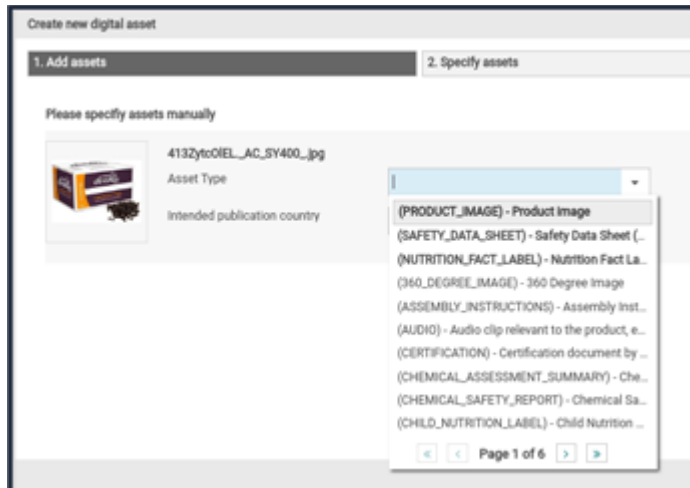 Create new digital asset
1. Add assets
2. Specify assets
Please specifiy assets manually
413ZytcOlEL._AC_SY400_.jpg
Asset Type
Intended publication country
(PRODUCT_IMAGE) - Product Image
(SAFETY_DATA_SHEET) - Safety Data Sheet (...
(NUTRITION_FACT_LABEL) - Nutrition Fact La...
(360_DEGREE_IMAGE) - 360 Degree Image
(ASSEMBLY_INSTRUCTIONS) - Assembly Inst...
(AUDIO) - Audio clip relevant to the product, e...
(CERTIFICATION) - Certification document by ...
(CHEMICAL_ASSESSMENT_SUMMARY) - Che...
(CHEMICAL_SAFETY_REPORT) - Chemical Sa...
(CHILD_NUTRITION_LABEL) - Child Nutrition ...
« ‹ Page 1 of 6 › »